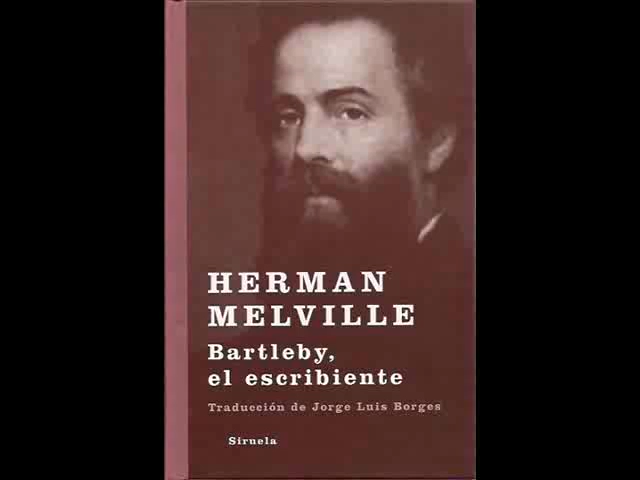 HERMAN
MELVILLE
Bartleby,
el escribiente
Traducción de Jorge Luis Borges
Siruela